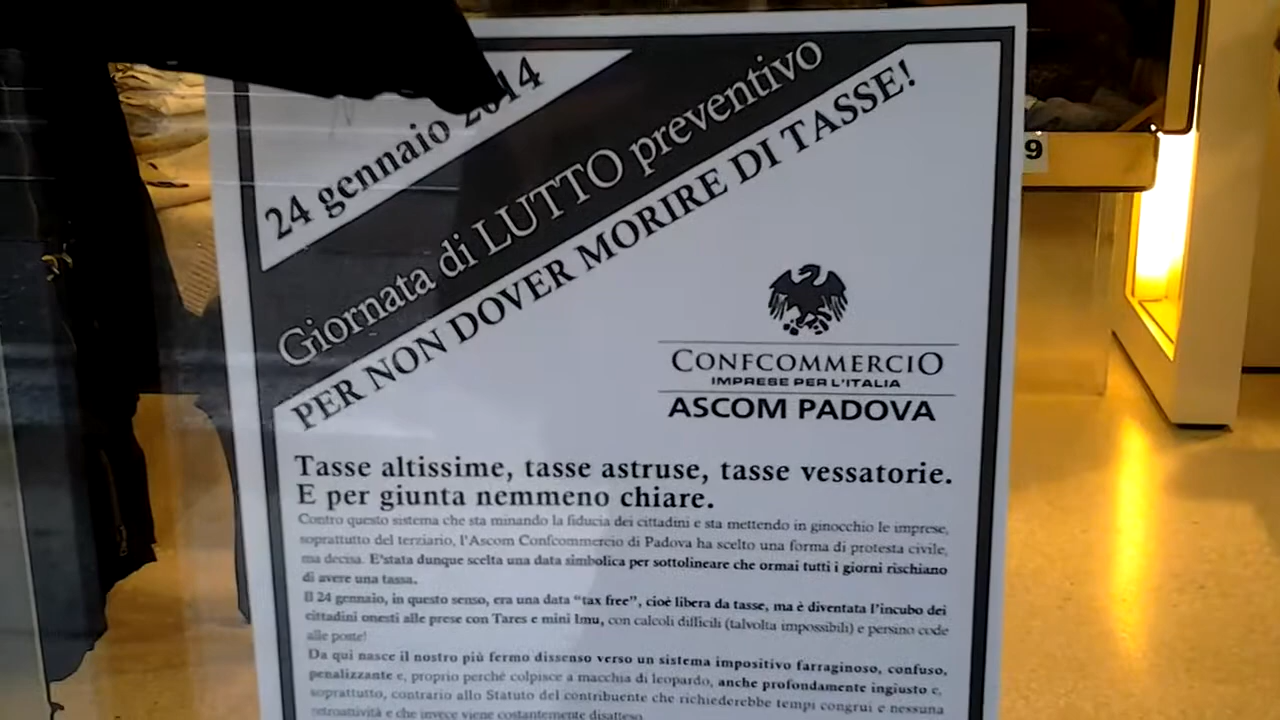 24 gennaio 2014
Giornata di LUTTO preventivo
PER NON DOVER MORIRE DI TASSE!
9
CONFCOMMERCIO
IMPRESE PER L'ITALIA
ASCOM PADOVA
Tasse altissime, tasse astruse, tasse vessatorie.
E per giunta nemmeno chiare.
Contro questo sistema che sta minando la fiducia dei cittadini e sta mettendo in ginocchio le imprese,
soprattutto del terziario, l'Ascom Confcommercio di Padova ha scelto una forma di protesta civile,
ma decisa. E'stata dunque scelta una data simbolica per sottolineare che ormai tutti i giorni rischiano
di avere una tassa.
Il 24 gennaio, in questo senso, era una data “tax free”, cioè libera da tasse, ma è diventata l'incubo dei
cittadini onesti alle prese con Tares e mini Imu, con calcoli difficili (talvolta impossibili) e persino code
alle poste!
Da qui nasce il nostro più fermo dissenso verso un sistema impositivo farraginoso, confuso,
penalizzante e, proprio perché colpisce a macchia di leopardo, anche profondamente ingiusto e,
soprattutto, contrario allo Statuto del contribuente che richiederebbe tempi congrui e nessuna
retroattività e che invece viene costantemente disatteso.